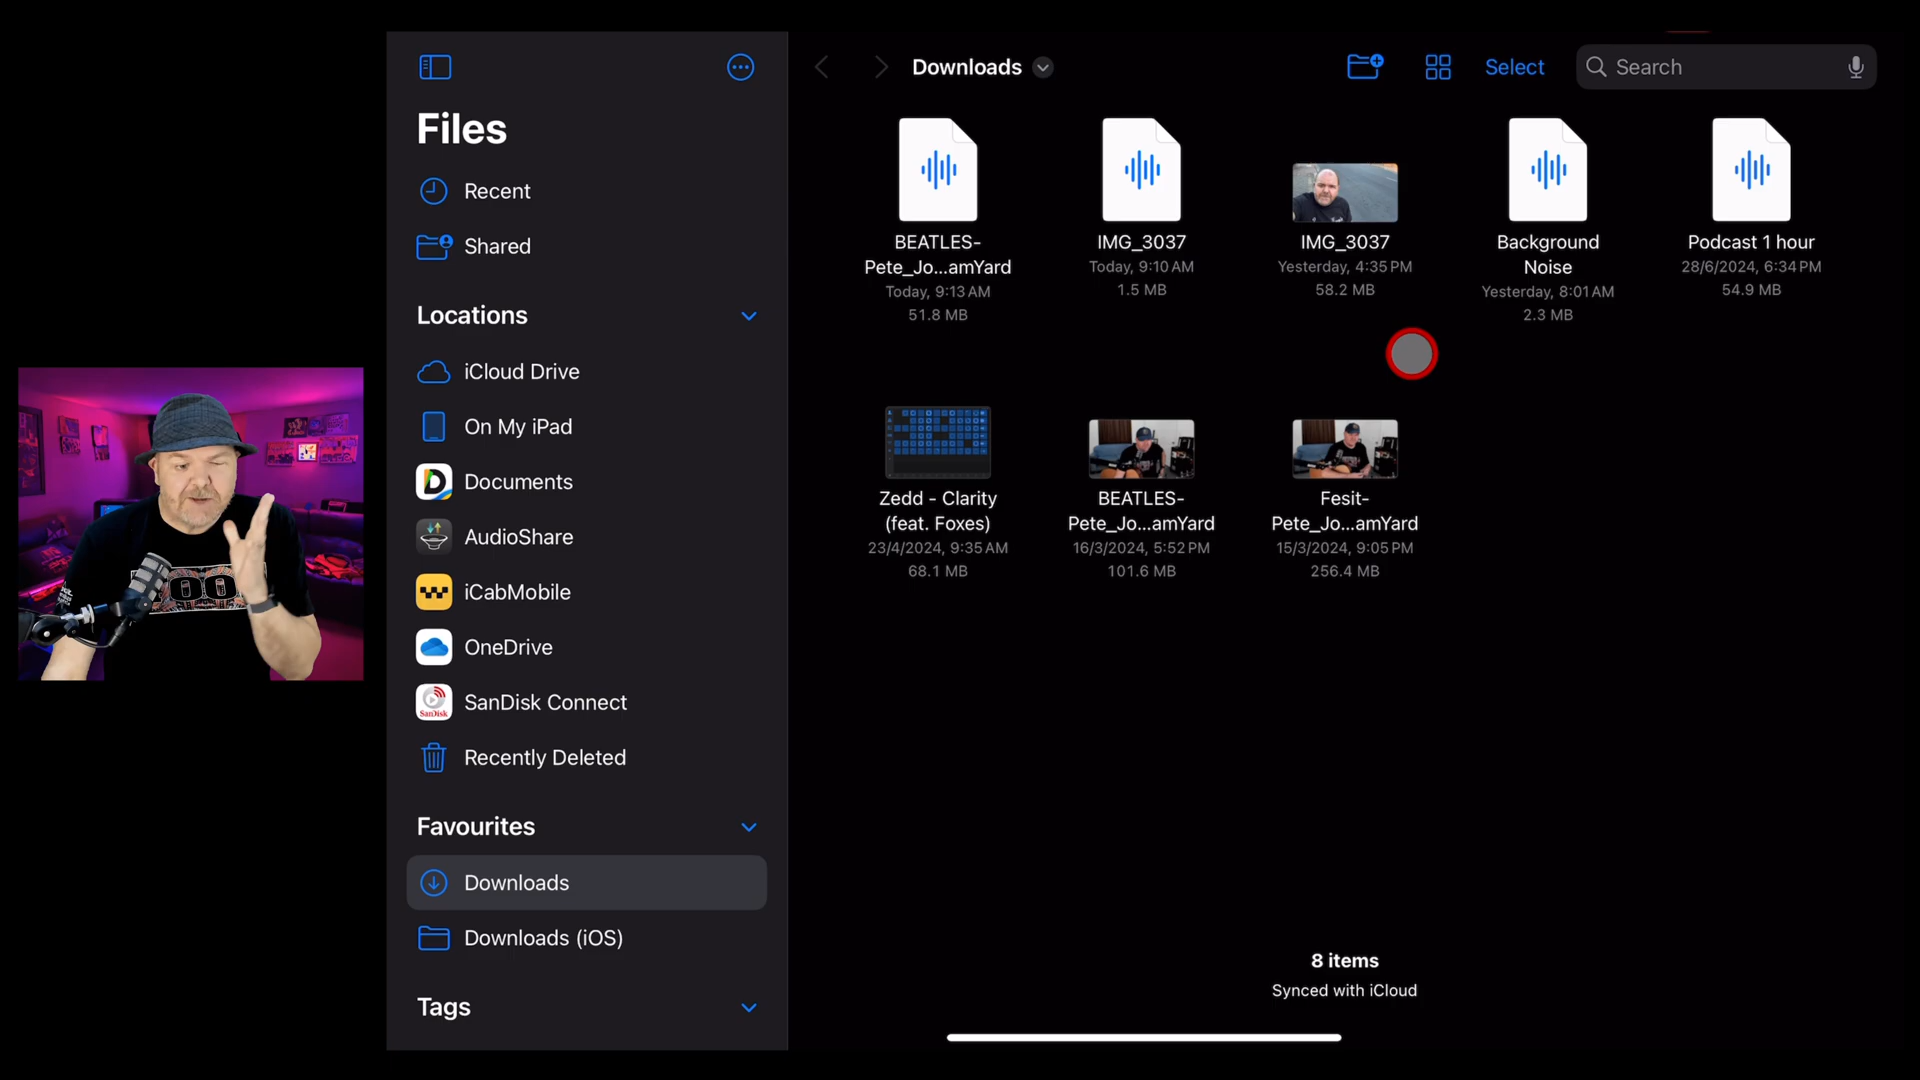 Files
Recent
Shared
Locations
iCloud Drive
On My iPad
Documents
AudioShare
iCabMobile
OneDrive
SanDisk
SanDisk Connect
Recently Deleted
Favourites
Downloads
Downloads (iOS)
Tags
Downloads
Select
Search
BEATLES-
Pete_Jo...amYard
Today, 9:13 AM
51.8 MB
IMG_3037
Today, 9:10 AM
1.5 MB
IMG_3037
Yesterday, 4:35 PM
58.2 MB
Background
Noise
Yesterday, 8:01 AM
2.3 MB
Podcast 1 hour
28/6/2024, 6:34 PM
54.9 MB
Zedd - Clarity
(feat. Foxes)
23/4/2024, 9:35 AM
68.1 MB
BEATLES-
Pete_Jo...amYard
16/3/2024, 5:52 PM
101.6 MB
Fesit-
Pete_Jo...amYard
15/3/2024, 9:05 PM
256.4 MB
8 items
Synced with iCloud